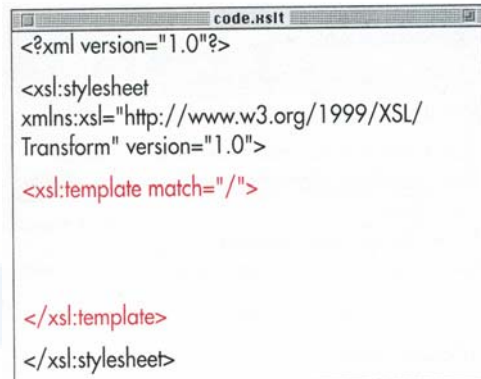 code.xslt
<?xml version="1.0"?>
<xsl:stylesheet
xmlns:xsl="http://www.w3.org/1999/XSL/
Transform" version="1.0">
<xsl:template match="/">
</xsl:template>
</xsl:stylesheet>